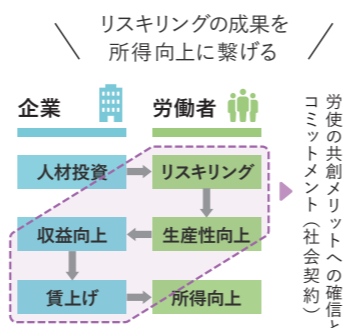 リスキリングの成果を
所得向上に繋げる
企業
労働者
人材投資
リスキリング
収益向上
生産性向上
賃上げ
所得向上
労使の共創メリットへの確信と
コミットメント（社会契約）